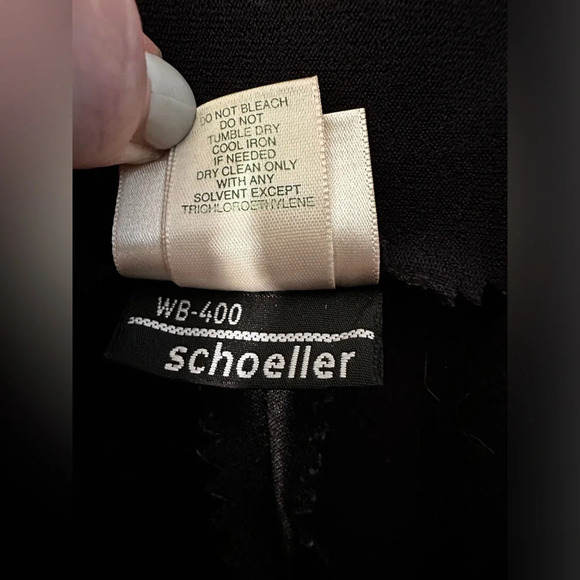 DO NOT BLEACH
DO NOT
TUMBLE DRY
COOL IRON
IF NEEDED
DRY CLEAN ONLY
WITH ANY
SOLVENT EXCEPT
TRICHLOROETHYLENE
WB-400
schoeller